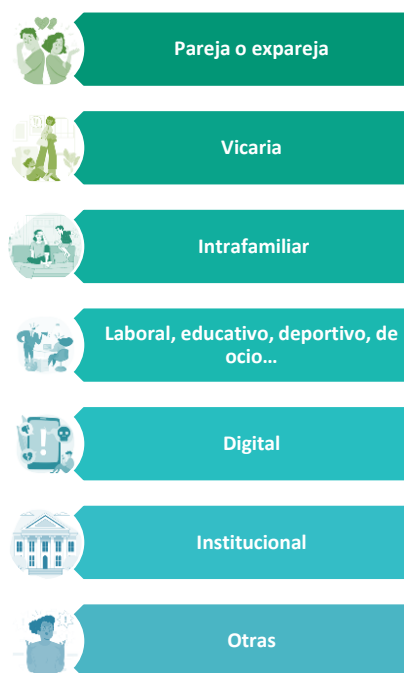 Pareja o expareja
Vicaria
Intrafamiliar
Laboral, educativo, deportivo, de
ocio...
Digital
Institucional
Otras